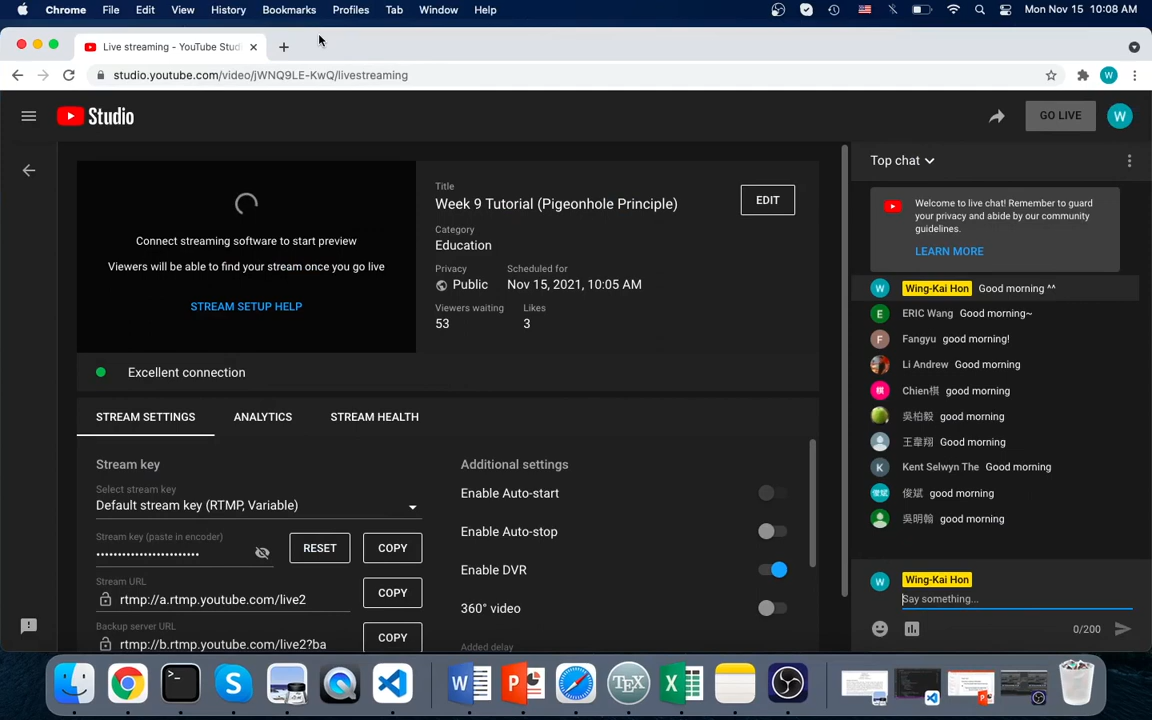 Chrome File Edit View History Bookmarks Profiles Tab Window Help Mon Nov 15 10:08 AM
Live streaming - YouTube Stud
studio.youtube.com/video/jWNQ9LE-KwQ/livestreaming W
Studio GO LIVE W
Connect streaming software to start preview
Viewers will be able to find your stream once you go live
STREAM SETUP HELP
Title
Week 9 Tutorial (Pigeonhole Principle)
EDIT
Category
Education
Privacy Scheduled for
Public Nov 15, 2021, 10:05 AM
Viewers waiting Likes
53 3
Excellent connection
STREAM SETTINGS ANALYTICS STREAM HEALTH
Stream key
Select stream key
Default stream key (RTMP, Variable)
Stream key (paste in encoder)
RESET COPY
Stream URL
rtmp://a.rtmp.youtube.com/live2 COPY
Backup server URL
rtmp://b.rtmp.youtube.com/live2?ba COPY
Additional settings
Enable Auto-start
Enable Auto-stop
Enable DVR
360° video
Added delay
Top chat
Welcome to live chat! Remember to guard
your privacy and abide by our community
guidelines.
LEARN MORE
W Wing-Kai Hon Good morning ^^
E ERIC Wang Good morning~
F Fangyu good morning!
Li Andrew Good morning
棋 Chien棋 good morning
吳柏毅 good morning
王韋翔 Good morning
K Kent Selwyn The Good morning
俊斌 俊斌 good morning
吳明翰 good morning
W Wing-Kai Hon
Say something...
0/200
>_ S W P TEX X